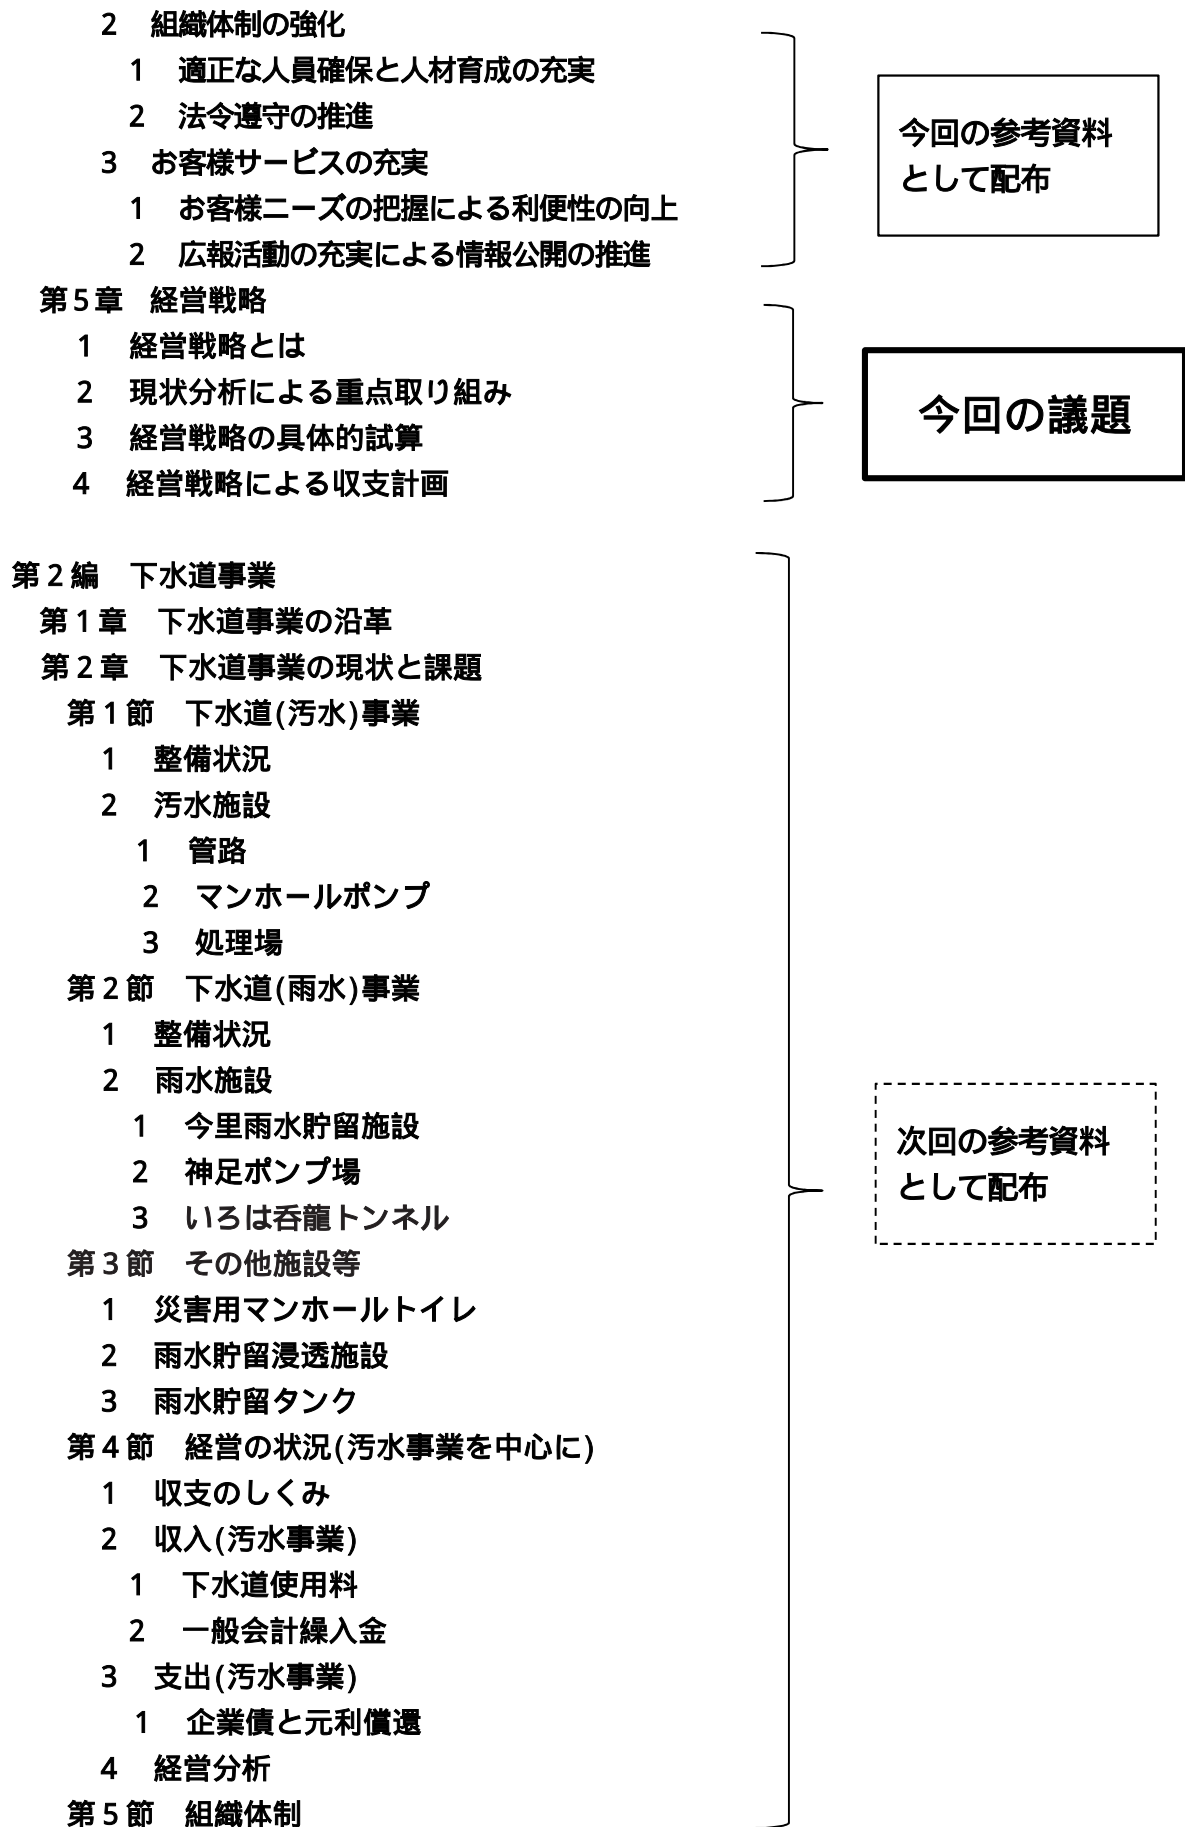 2 組織体制の強化
1 適正な人員確保と人材育成の充実
2 法令遵守の推進
3 お客様サービスの充実
1 お客様ニーズの把握による利便性の向上
2 広報活動の充実による情報公開の推進
今回の参考資料
として配布
第5章 経営戦略
1 経営戦略とは
2 現状分析による重点取り組み
3 経営戦略の具体的試算
4 経営戦略による収支計画
今回の議題
第2編 下水道事業
第1章 下水道事業の沿革
第2章 下水道事業の現状と課題
第1節 下水道(汚水)事業
1 整備状況
2 汚水施設
1 管路
2 マンホールポンプ
3 処理場
第2節 下水道(雨水)事業
1 整備状況
2 雨水施設
1 今里雨水貯留施設
2 神足ポンプ場
3 いろは呑龍トンネル
第3節 その他施設等
1 災害用マンホールトイレ
2 雨水貯留浸透施設
3 雨水貯留タンク
第4節 経営の状況(汚水事業を中心に)
1 収支のしくみ
2 収入(汚水事業)
1 下水道使用料
2 一般会計繰入金
3 支出(汚水事業)
1 企業債と元利償還
4 経営分析
第5節 組織体制
次回の参考資料
として配布